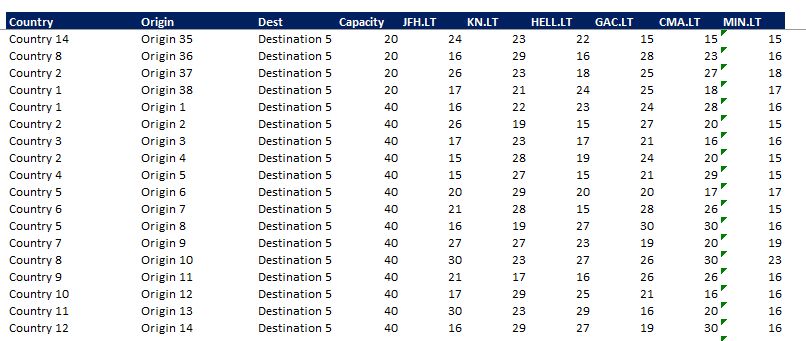 Country Origin Dest Capacity JFH.LT KN.LT HELL.LT GAC.LT CMA.LT MIN.LT
Country 14 Origin 35 Destination 5 20 24 23 22 15 15 15
Country 8 Origin 36 Destination 5 20 16 29 16 28 23 16
Country 2 Origin 37 Destination 5 20 26 23 18 25 27 18
Country 1 Origin 38 Destination 5 20 17 21 24 25 18 17
Country 1 Origin 1 Destination 5 40 16 22 23 24 28 16
Country 2 Origin 2 Destination 5 40 26 19 15 27 20 15
Country 3 Origin 3 Destination 5 40 17 23 17 21 16 16
Country 2 Origin 4 Destination 5 40 15 28 19 24 20 15
Country 4 Origin 5 Destination 5 40 15 27 15 21 29 15
Country 5 Origin 6 Destination 5 40 20 29 20 20 17 17
Country 6 Origin 7 Destination 5 40 21 28 15 28 26 15
Country 5 Origin 8 Destination 5 40 16 19 27 30 30 16
Country 7 Origin 9 Destination 5 40 27 27 23 19 20 19
Country 8 Origin 10 Destination 5 40 30 23 27 26 30 23
Country 9 Origin 11 Destination 5 40 21 17 16 26 26 16
Country 10 Origin 12 Destination 5 40 17 29 25 21 16 16
Country 11 Origin 13 Destination 5 40 30 23 29 16 20 16
Country 12 Origin 14 Destination 5 40 16 29 27 19 30 16